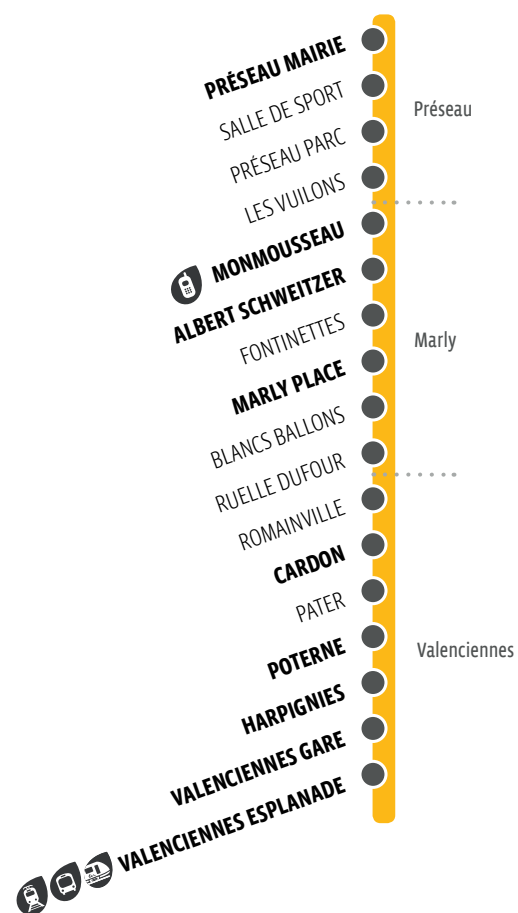 PRÉSEAU MAIRIE
SALLE DE SPORT
PRÉSEAU PARC
LES VUILONS
MONMOUSSEAU
ALBERT SCHWEITZER
FONTINETTES
MARLY PLACE
BLANCS BALLONS
RUELLE DUFOUR
ROMAINVILLE
CARDON
PATER
POTERNE
HARPIGNIES
VALENCIENNES GARE
VALENCIENNES ESPLANADE
Préseau
Marly
Valenciennes